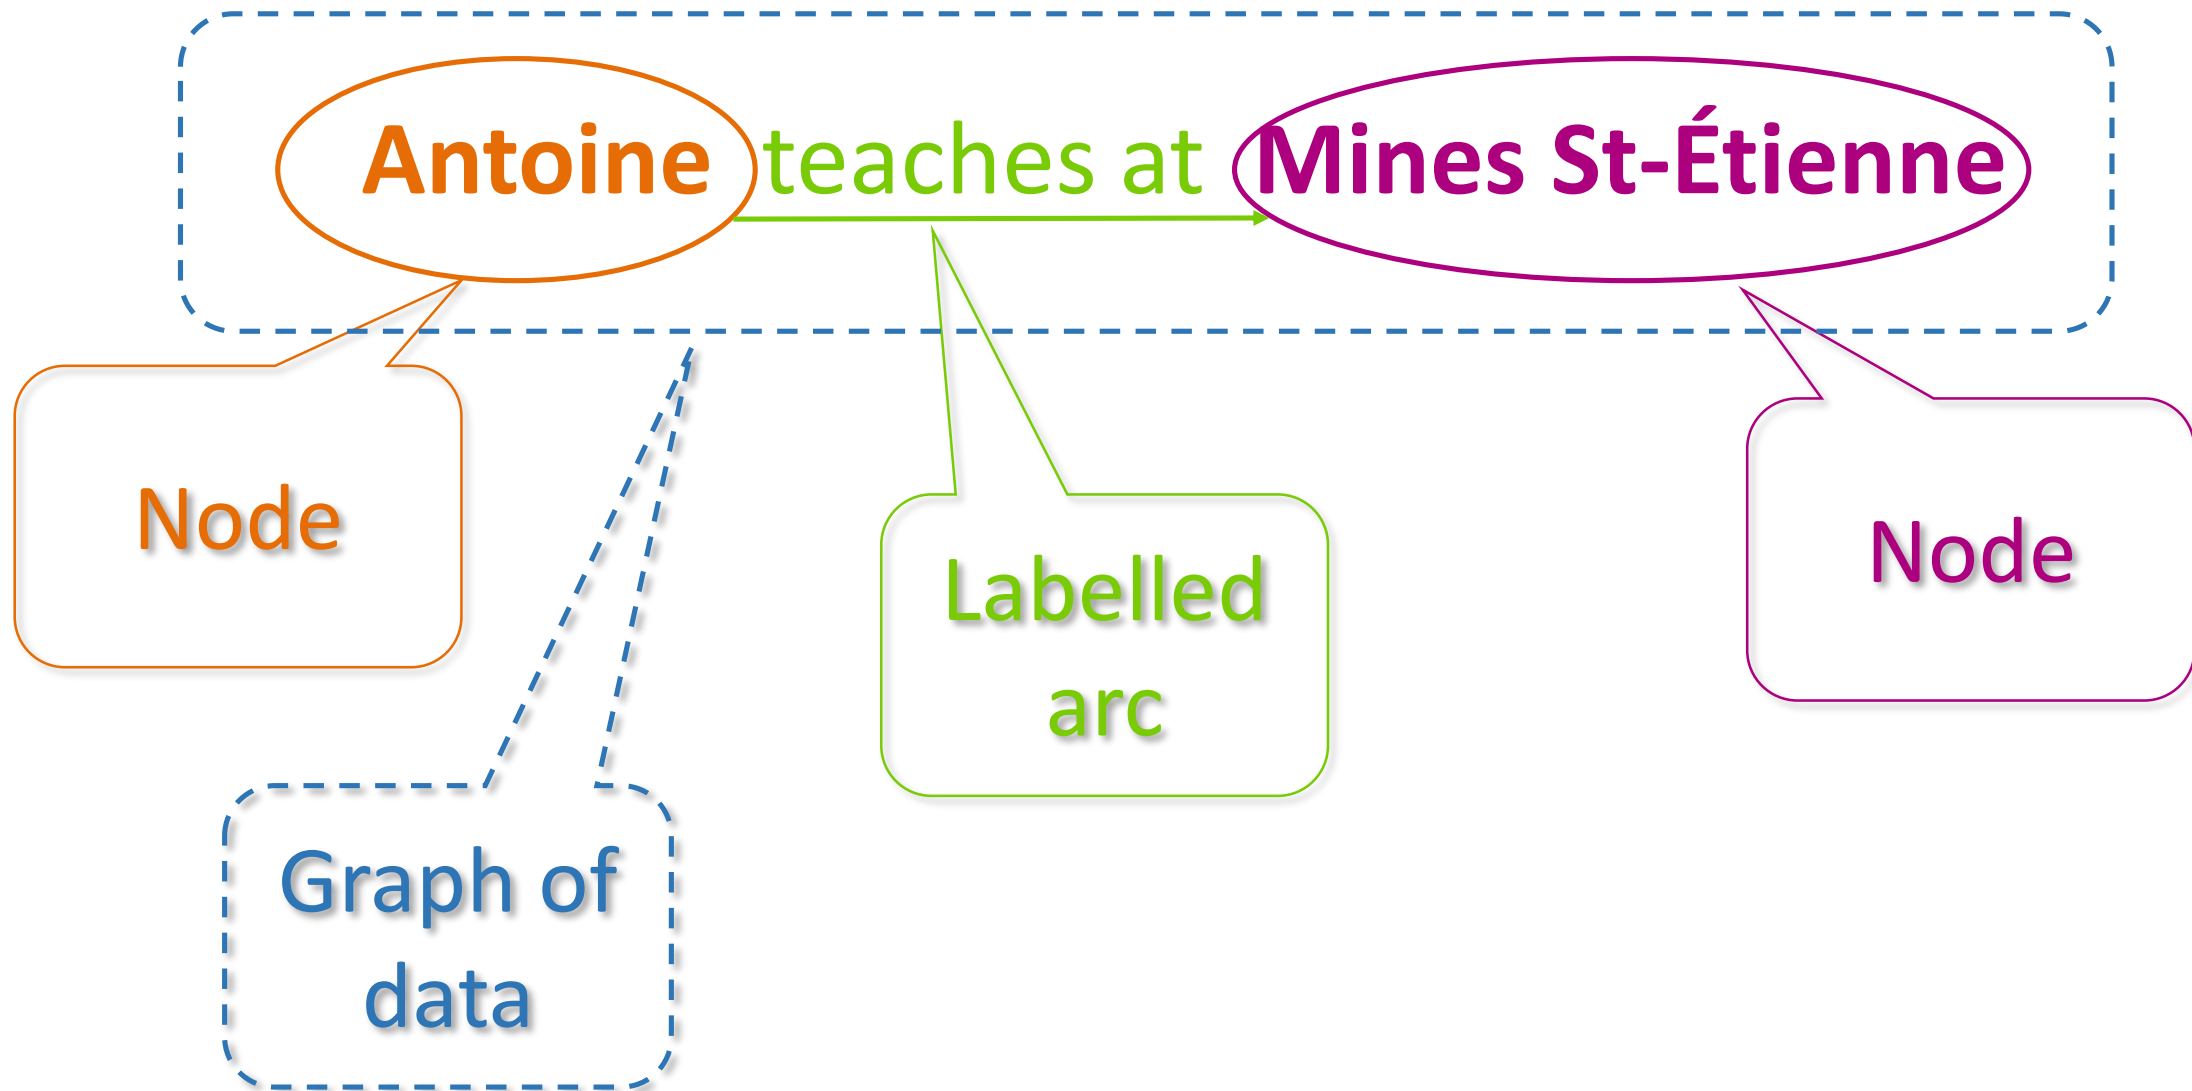 Antoine teaches at Mines St-Étienne
Node
Labelled
arc
Node
Graph of
data